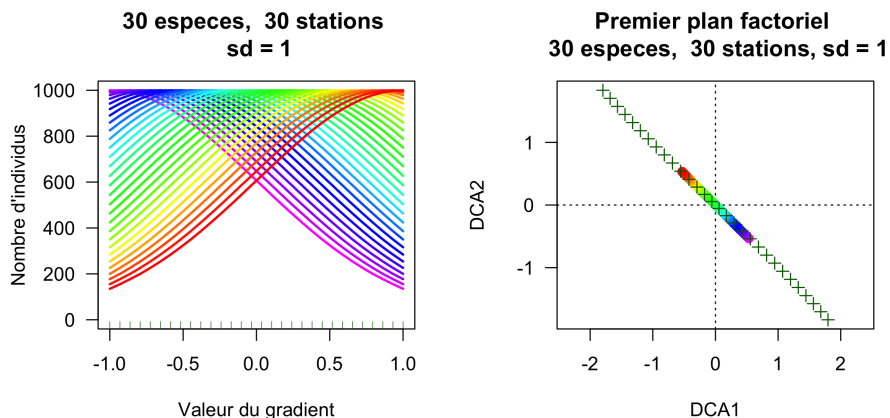 30 especes,  30 stations
sd = 1
Nombre d'individus
1000
800
600
400
200
0
-1.0
-0.5
0.0
0.5
1.0
Valeur du gradient
Premier plan factoriel
30 especes,  30 stations, sd = 1
DCA2
1
0
-1
-2
-1
0
1
2
DCA1